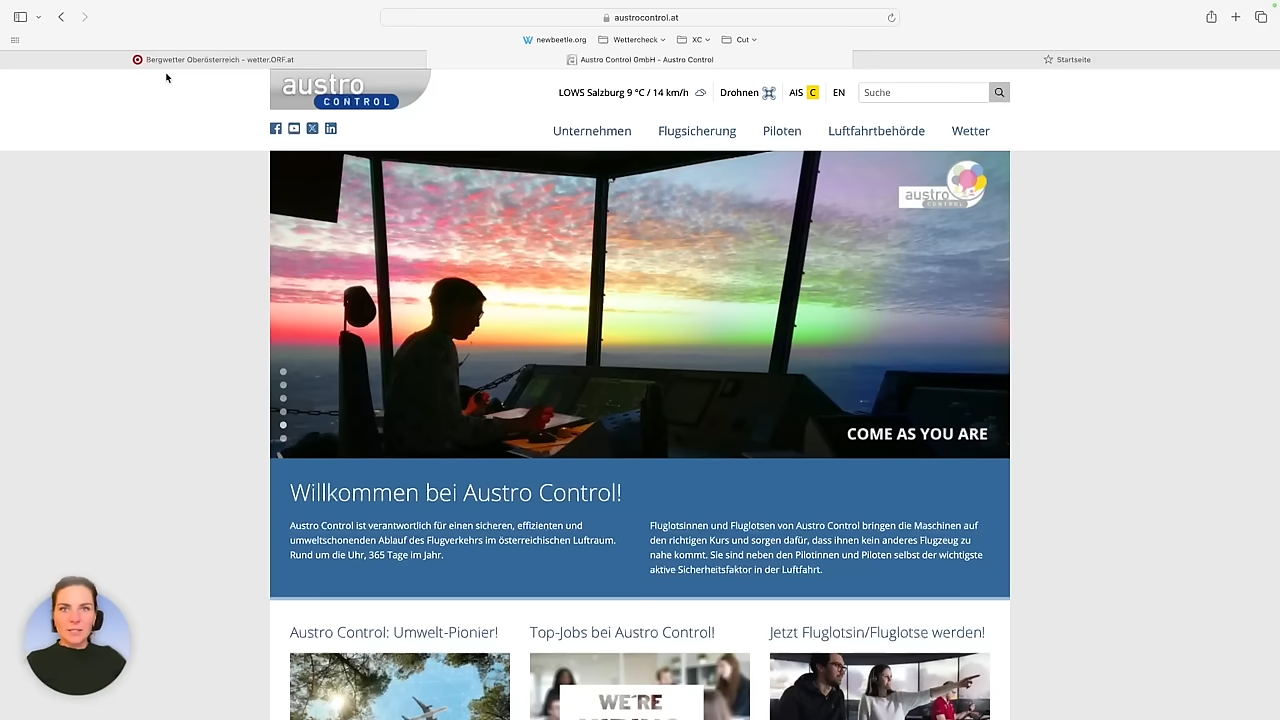 austrocontrol.at
newbeetle.org
Wettercheck
XC
Cut
Bergwetter Oberösterreich - wetter.ORF.at
Austro Control GmbH - Austro Control
Startseite
austro
CONTROL
LOWS Salzburg 9 °C / 14 km/h
Drohnen
AIS C
EN
Suche
Unternehmen
Flugsicherung
Piloten
Luftfahrtbehörde
Wetter
austro
CONTROL
COME AS YOU ARE
Willkommen bei Austro Control!
Austro Control ist verantwortlich für einen sicheren, effizienten und
umweltschonenden Ablauf des Flugverkehrs im österreichischen Luftraum.
Rund um die Uhr, 365 Tage im Jahr.
Fluglotsinnen und Fluglotsen von Austro Control bringen die Maschinen auf
den richtigen Kurs und sorgen dafür, dass ihnen kein anderes Flugzeug zu
nahe kommt. Sie sind neben den Pilotinnen und Piloten selbst der wichtigste
aktive Sicherheitsfaktor in der Luftfahrt.
Austro Control: Umwelt-Pionier!
Top-Jobs bei Austro Control!
Jetzt Fluglotsin/Fluglotse werden!
WE'RE